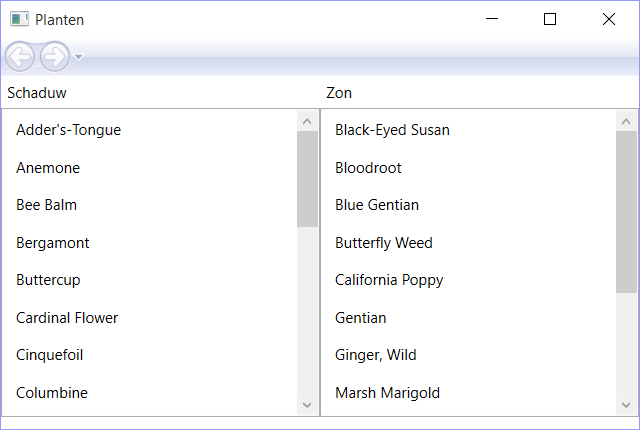 Planten
Schaduw
Zon
Adder's-Tongue
Anemone
Bee Balm
Bergamont
Buttercup
Cardinal Flower
Cinquefoil
Columbine
Black-Eyed Susan
Bloodroot
Blue Gentian
Butterfly Weed
California Poppy
Gentian
Ginger, Wild
Marsh Marigold